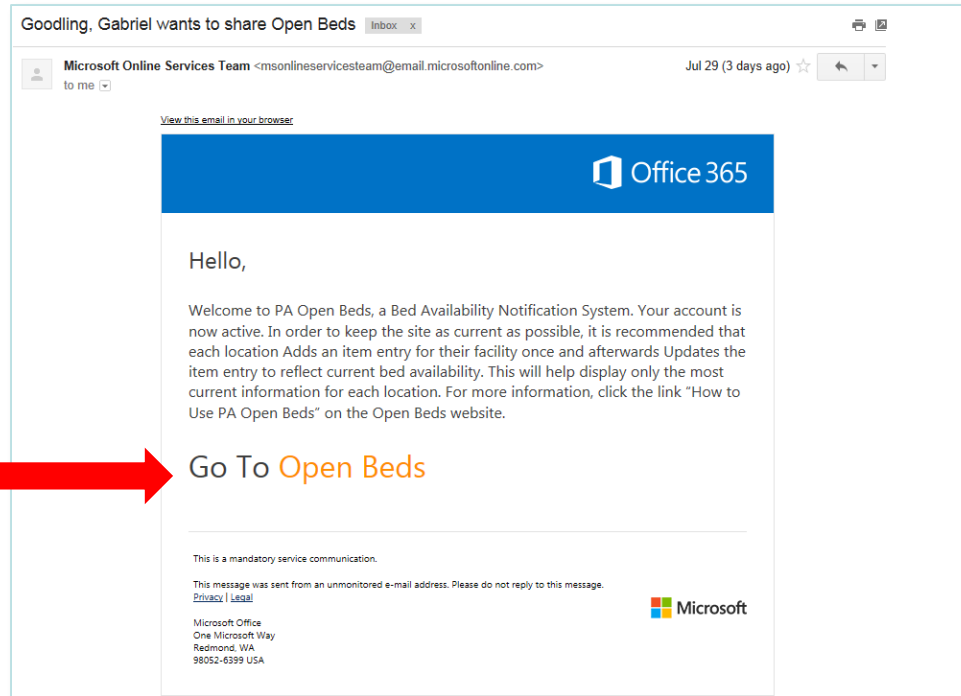 Goodling, Gabriel wants to share Open Beds Inbox x
Microsoft Online Services Team <msonlineservicesteam@email.microsoftonline.com> Jul 29 (3 days ago)
to me
View this email in your browser
Office 365
Hello,
Welcome to PA Open Beds, a Bed Availability Notification System. Your account is
now active. In order to keep the site as current as possible, it is recommended that
each location Adds an item entry for their facility once and afterwards Updates the
item entry to reflect current bed availability. This will help display only the most
current information for each location. For more information, click the link "How to
Use PA Open Beds" on the Open Beds website.
Go To Open Beds
This is a mandatory service communication.
This message was sent from an unmonitored e-mail address. Please do not reply to this message.
Privacy | Legal
Microsoft Office
One Microsoft Way
Redmond, WA
98052-6399 USA
Microsoft